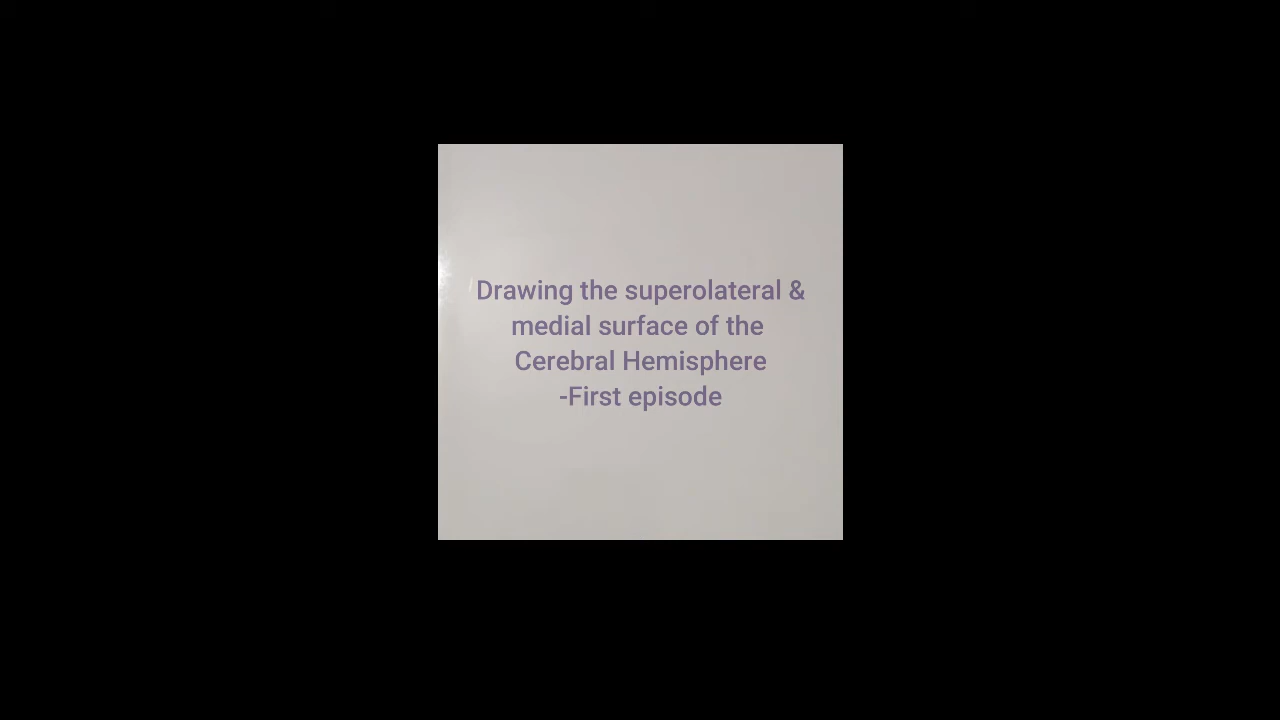 Drawing the superolateral &
medial surface of the
Cerebral Hemisphere
-First episode